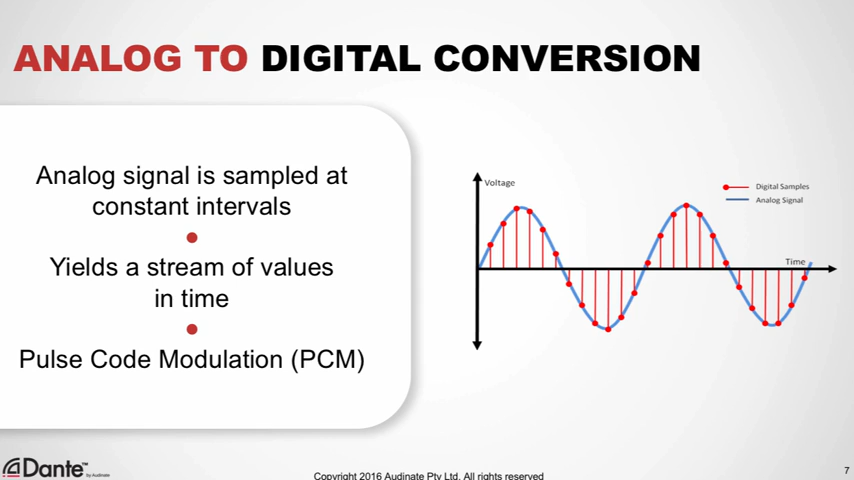 ANALOG TO DIGITAL CONVERSION
Analog signal is sampled at
constant intervals
Yields a stream of values
in time
Pulse Code Modulation (PCM)
Voltage
Digital Samples
Analog Signal
Time
Dante™
by Audinate
Copyright 2016 Audinate Pty Ltd. All rights reserved
7